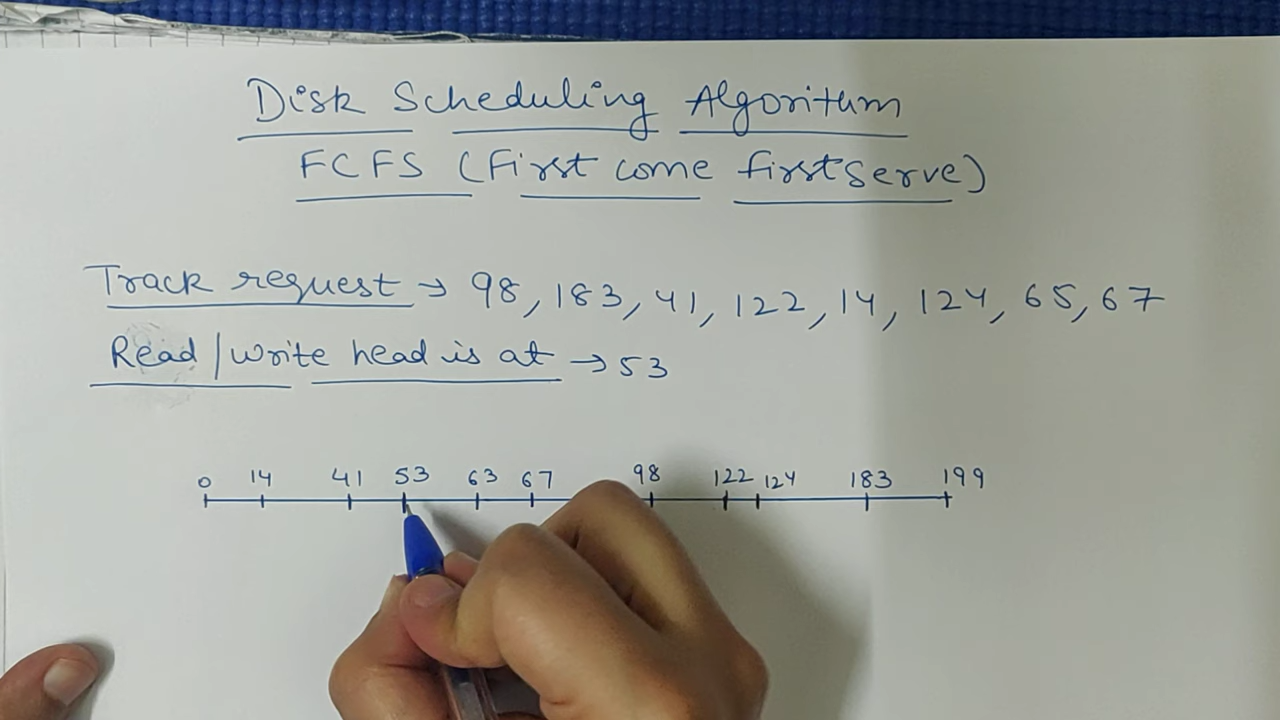 Disk Scheduling Algorithm
FCFS (First come first Serve)
Track request → 98, 183, 41, 122, 14, 124, 65, 67
Read/write head is at → 53
0 14 41 53 63 67 98 122 124 183 199